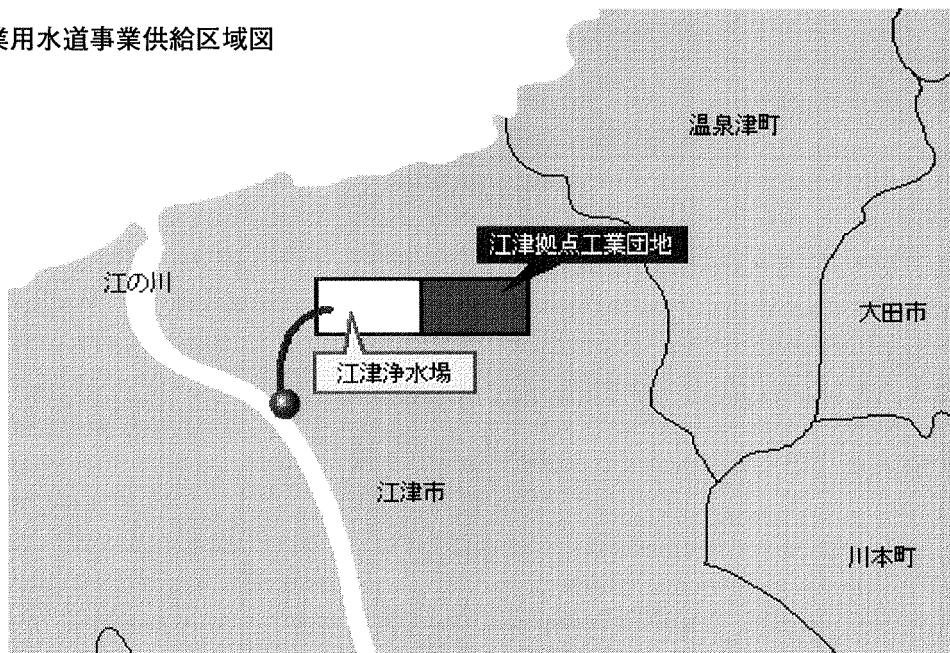 業用水道事業供給区域図
温泉津町
江津拠点工業団地
江の川
大田市
江津浄水場
江津市
川本町